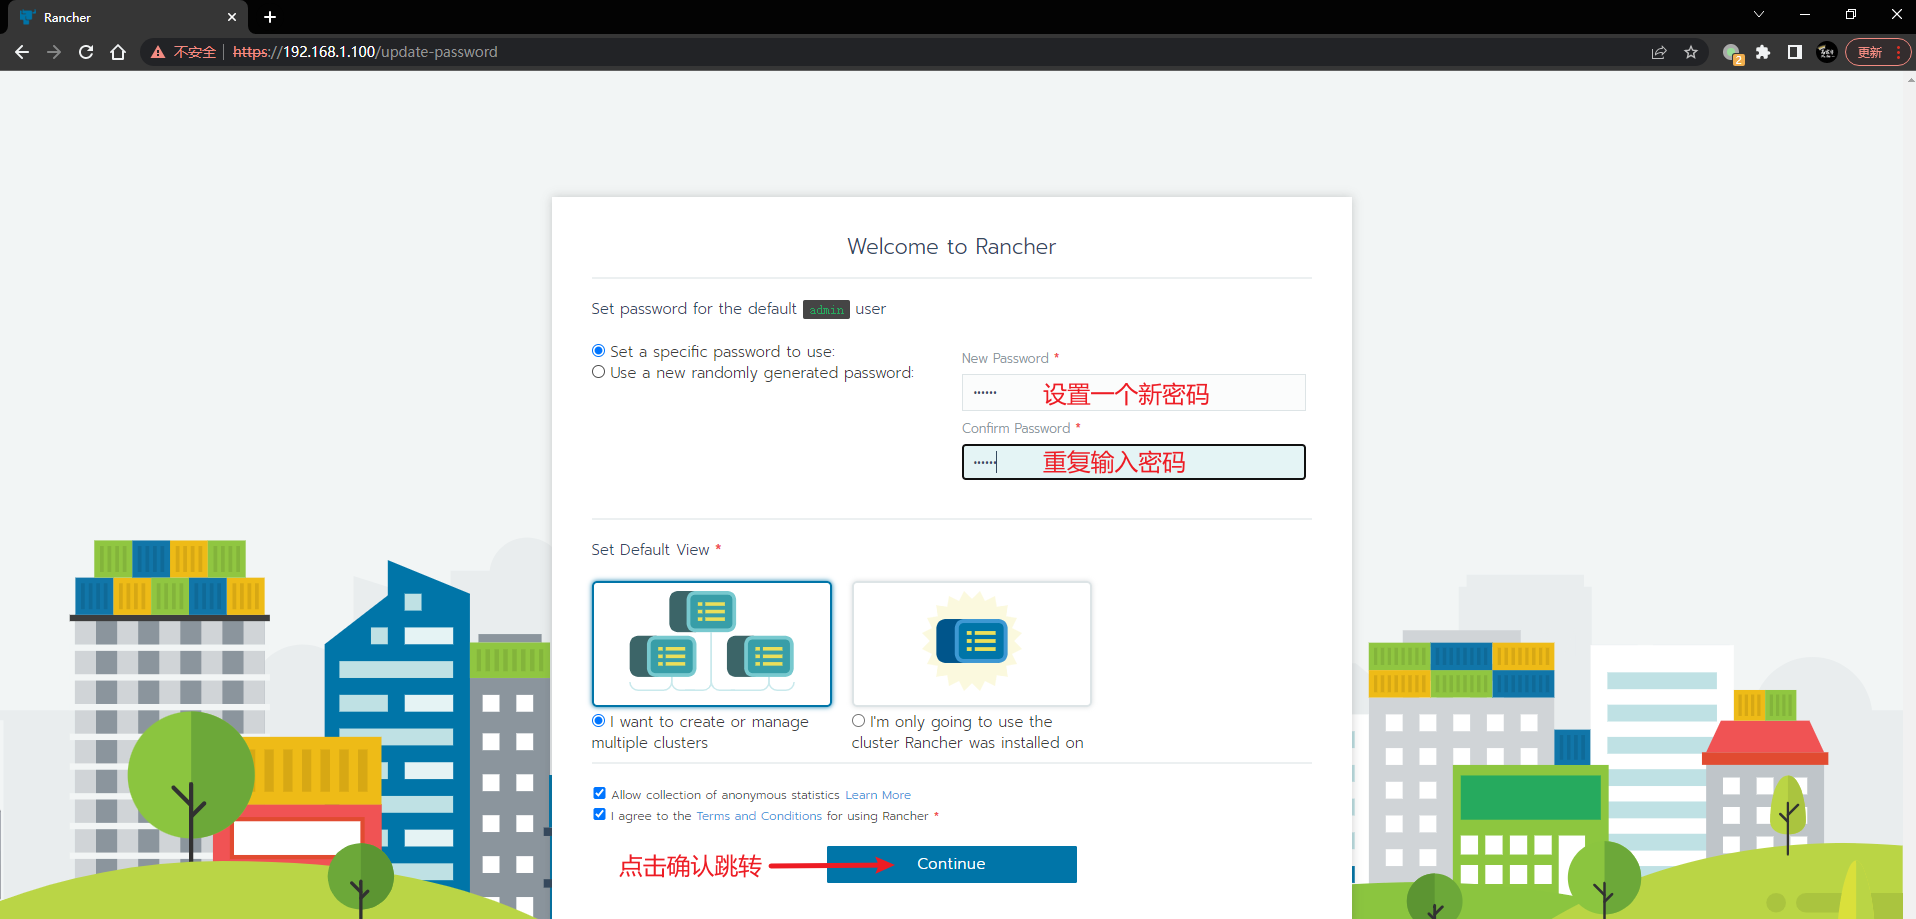 Rancher
不安全 https://192.168.1.100/update-password
2
更新
Welcome to Rancher
Set password for the default admin user
Set a specific password to use:
Use a new randomly generated password:
New Password *
•••••• 设置一个新密码
Confirm Password *
•••••• 重复输入密码
Set Default View *
I want to create or manage
multiple clusters
I'm only going to use the
cluster Rancher was installed on
Allow collection of anonymous statistics Learn More
I agree to the Terms and Conditions for using Rancher *
点击确认跳转 Continue